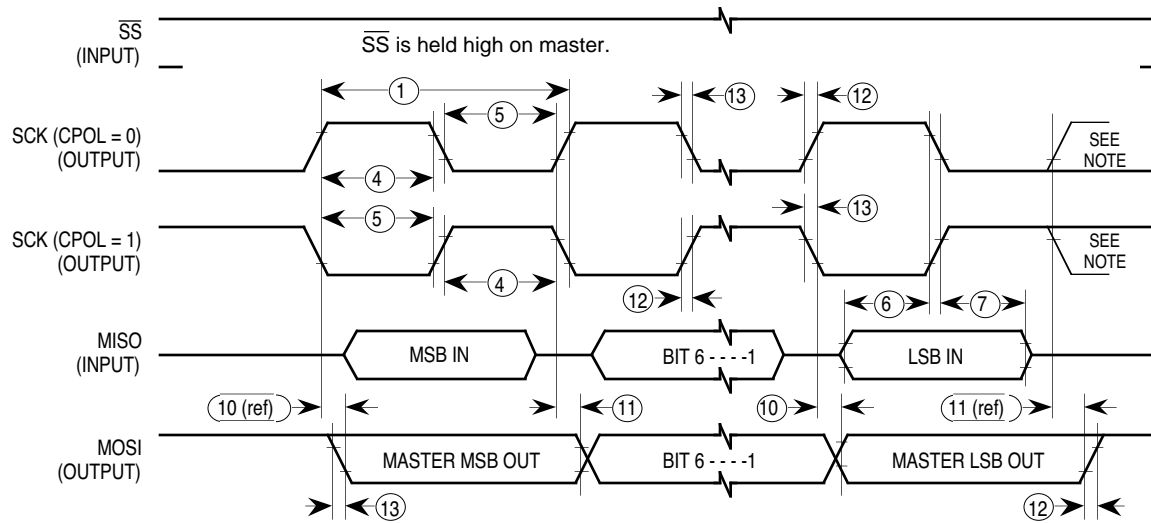 S̅S̅
(INPUT)
S̅S̅ is held high on master.
1
5
13
12
SCK (CPOL = 0)
(OUTPUT)
SEE
NOTE
4
5
13
SCK (CPOL = 1)
(OUTPUT)
SEE
NOTE
4
12
6
7
MISO
(INPUT)
MSB IN
BIT 6 - - - -1
LSB IN
10 (ref)
11
10
11 (ref)
MOSI
(OUTPUT)
MASTER MSB OUT
BIT 6 - - - -1
MASTER LSB OUT
13
12